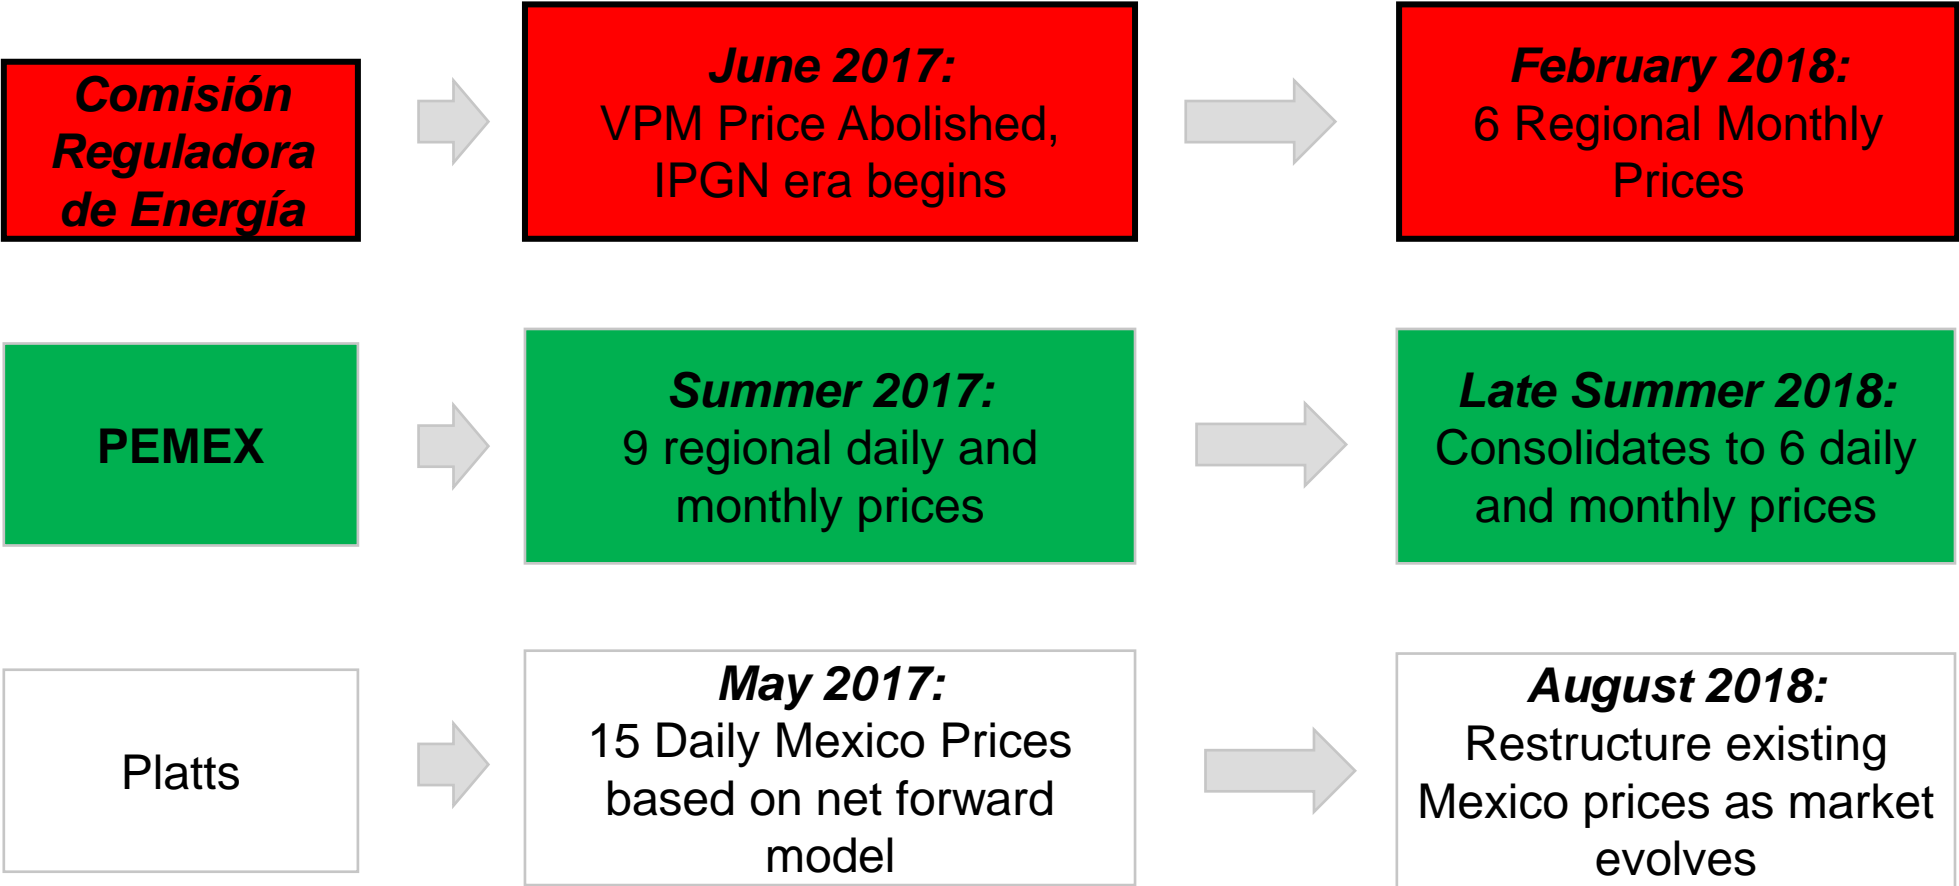 Comisión
Reguladora
de Energía
June 2017:
VPM Price Abolished,
IPGN era begins
February 2018:
6 Regional Monthly
Prices
PEMEX
Summer 2017:
9 regional daily and
monthly prices
Late Summer 2018:
Consolidates to 6 daily
and monthly prices
Platts
May 2017:
15 Daily Mexico Prices
based on net forward
model
August 2018:
Restructure existing
Mexico prices as market
evolves